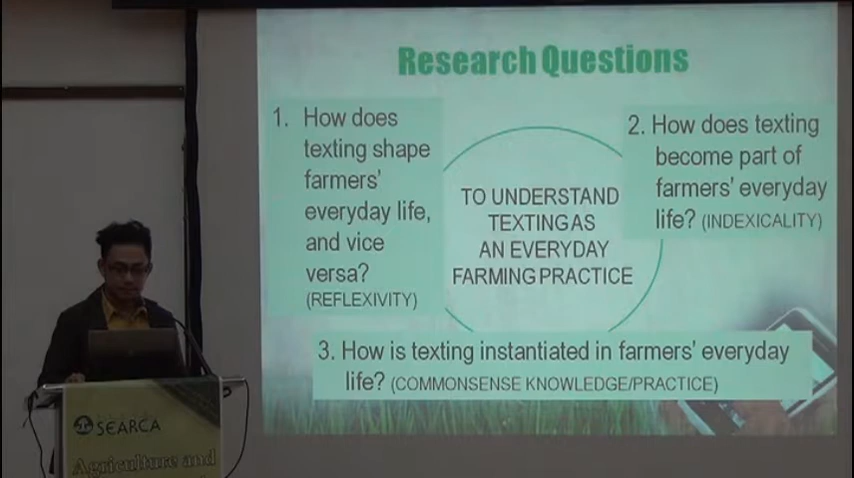 Research Questions
1. How does
texting shape
farmers'
everyday life,
and vice
versa?
(REFLEXIVITY)
TO UNDERSTAND
TEXTING AS
AN EVERYDAY
FARMING PRACTICE
2. How does texting
become part of
farmers' everyday
life? (INDEXICALITY)
3. How is texting instantiated in farmers' everyday
life? (COMMONSENSE KNOWLEDGE/PRACTICE)
SEARCA
Agriculture and